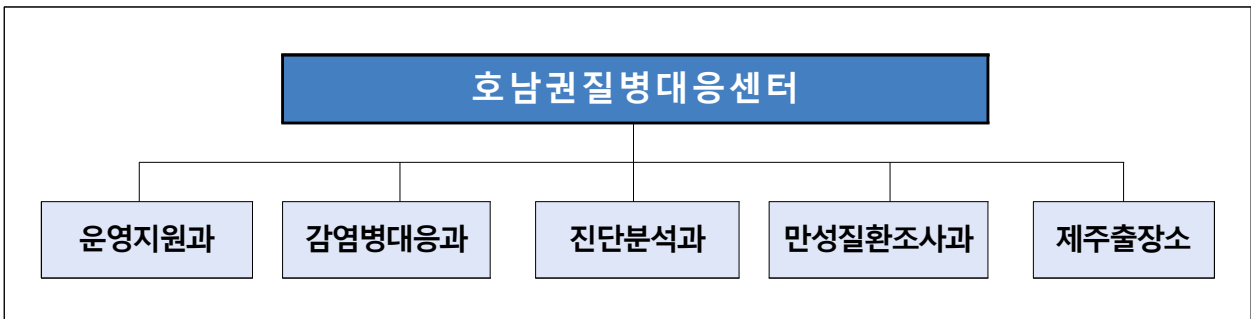 호남권질병대응센터
운영지원과
감염병대응과
진단분석과
만성질환조사과
제주출장소